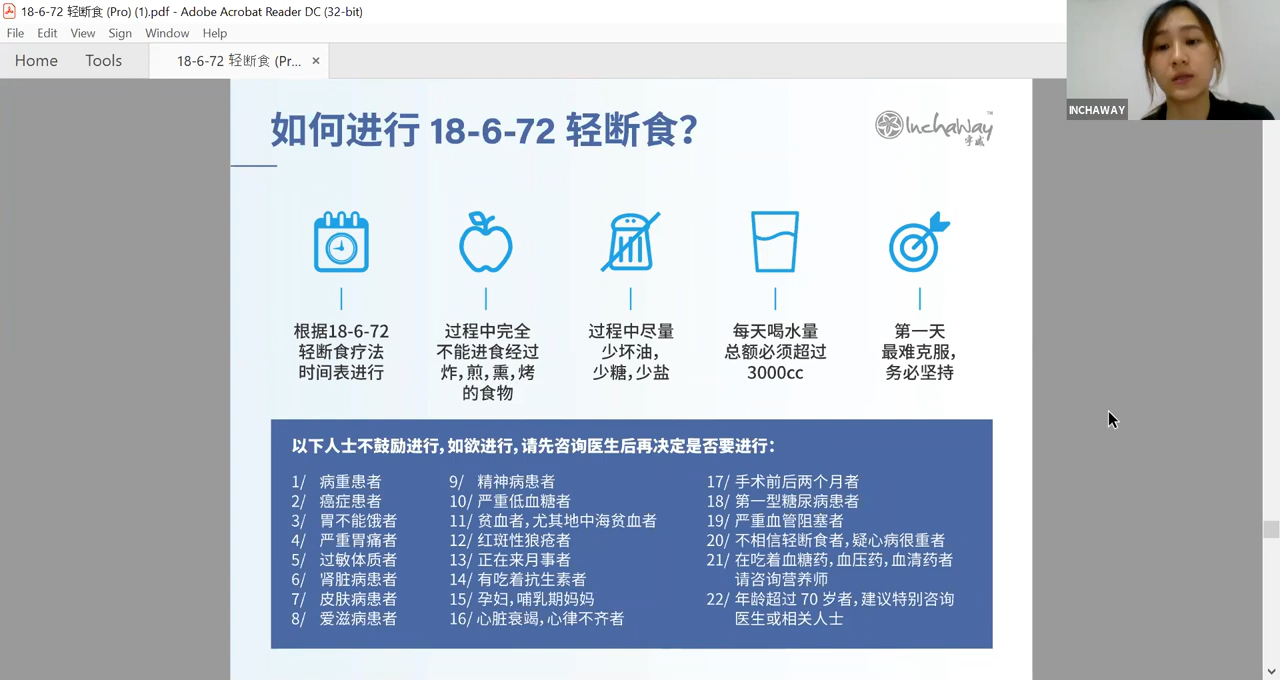 18-6-72 轻断食 (Pro) (1).pdf - Adobe Acrobat Reader DC (32-bit)
File Edit View Sign Window Help
Home Tools 18-6-72 轻断食 (Pr... ×
INCHAWAY
如何进行 18-6-72 轻断食?
InchaWay™
宇威
根据18-6-72
轻断食疗法
时间表进行
过程中完全
不能进食经过
炸,煎,熏,烤
的食物
过程中尽量
少坏油,
少糖,少盐
每天喝水量
总额必须超过
3000cc
第一天
最难克服,
务必坚持
以下人士不鼓励进行,如欲进行,请先咨询医生后再决定是否要进行:
1/ 病重患者
2/ 癌症患者
3/ 胃不能饿者
4/ 严重胃痛者
5/ 过敏体质者
6/ 肾脏病患者
7/ 皮肤病患者
8/ 爱滋病患者
9/ 精神病患者
10/ 严重低血糖者
11/ 贫血者,尤其地中海贫血者
12/ 红斑性狼疮者
13/ 正在来月事者
14/ 有吃着抗生素者
15/ 孕妇,哺乳期妈妈
16/ 心脏衰竭,心律不齐者
17/ 手术前后两个月者
18/ 第一型糖尿病患者
19/ 严重血管阻塞者
20/ 不相信轻断食者,疑心病很重者
21/ 在吃着血糖药,血压药,血清药者
请咨询营养师
22/ 年龄超过 70 岁者,建议特别咨询
医生或相关人士